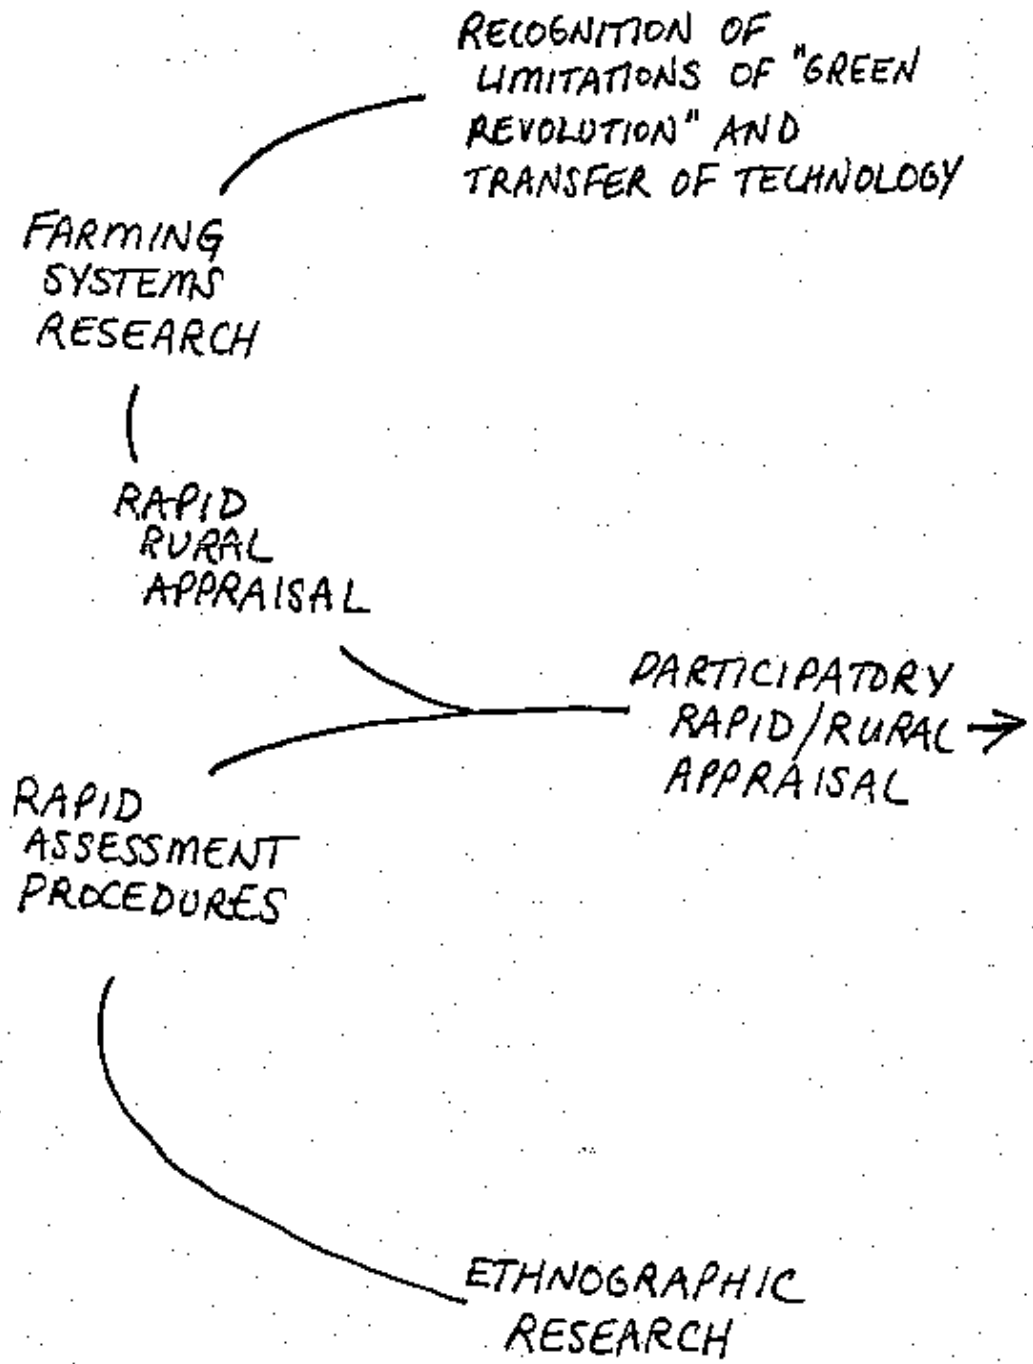 RECOGNITION OF
LIMITATIONS OF "GREEN
REVOLUTION" AND
TRANSFER OF TECHNOLOGY
FARMING
SYSTEMS
RESEARCH
RAPID
RURAL
APPRAISAL
PARTICIPATORY
RAPID/RURAL
APPRAISAL
RAPID
ASSESSMENT
PROCEDURES
ETHNOGRAPHIC
RESEARCH